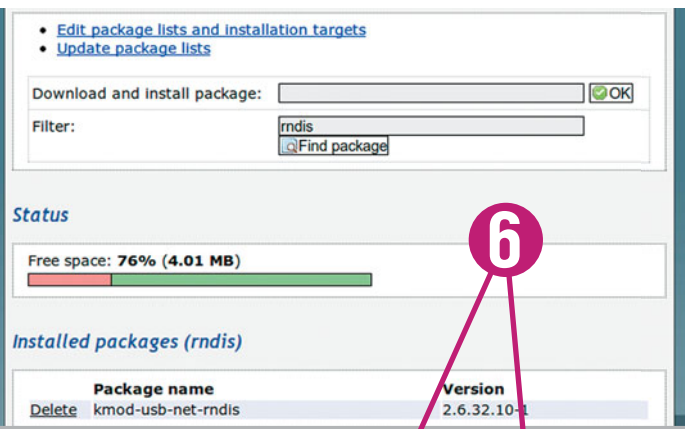 Edit package lists and installation targets
Update package lists
Download and install package: OK
Filter: rndis
Find package
Status
6
Free space: 76% (4.01 MB)
Installed packages (rndis)
Package name Version
Delete kmod-usb-net-rndis 2.6.32.10-1